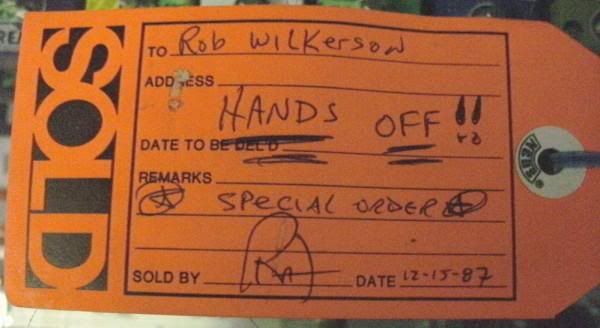 SOLD
TO Rob WILKerson
ADDRESS
HANDS OFF!!
DATE TO BE DEL'D
REMARKS
SPECIAL ORDER
SOLD BY RA DATE 12-15-87